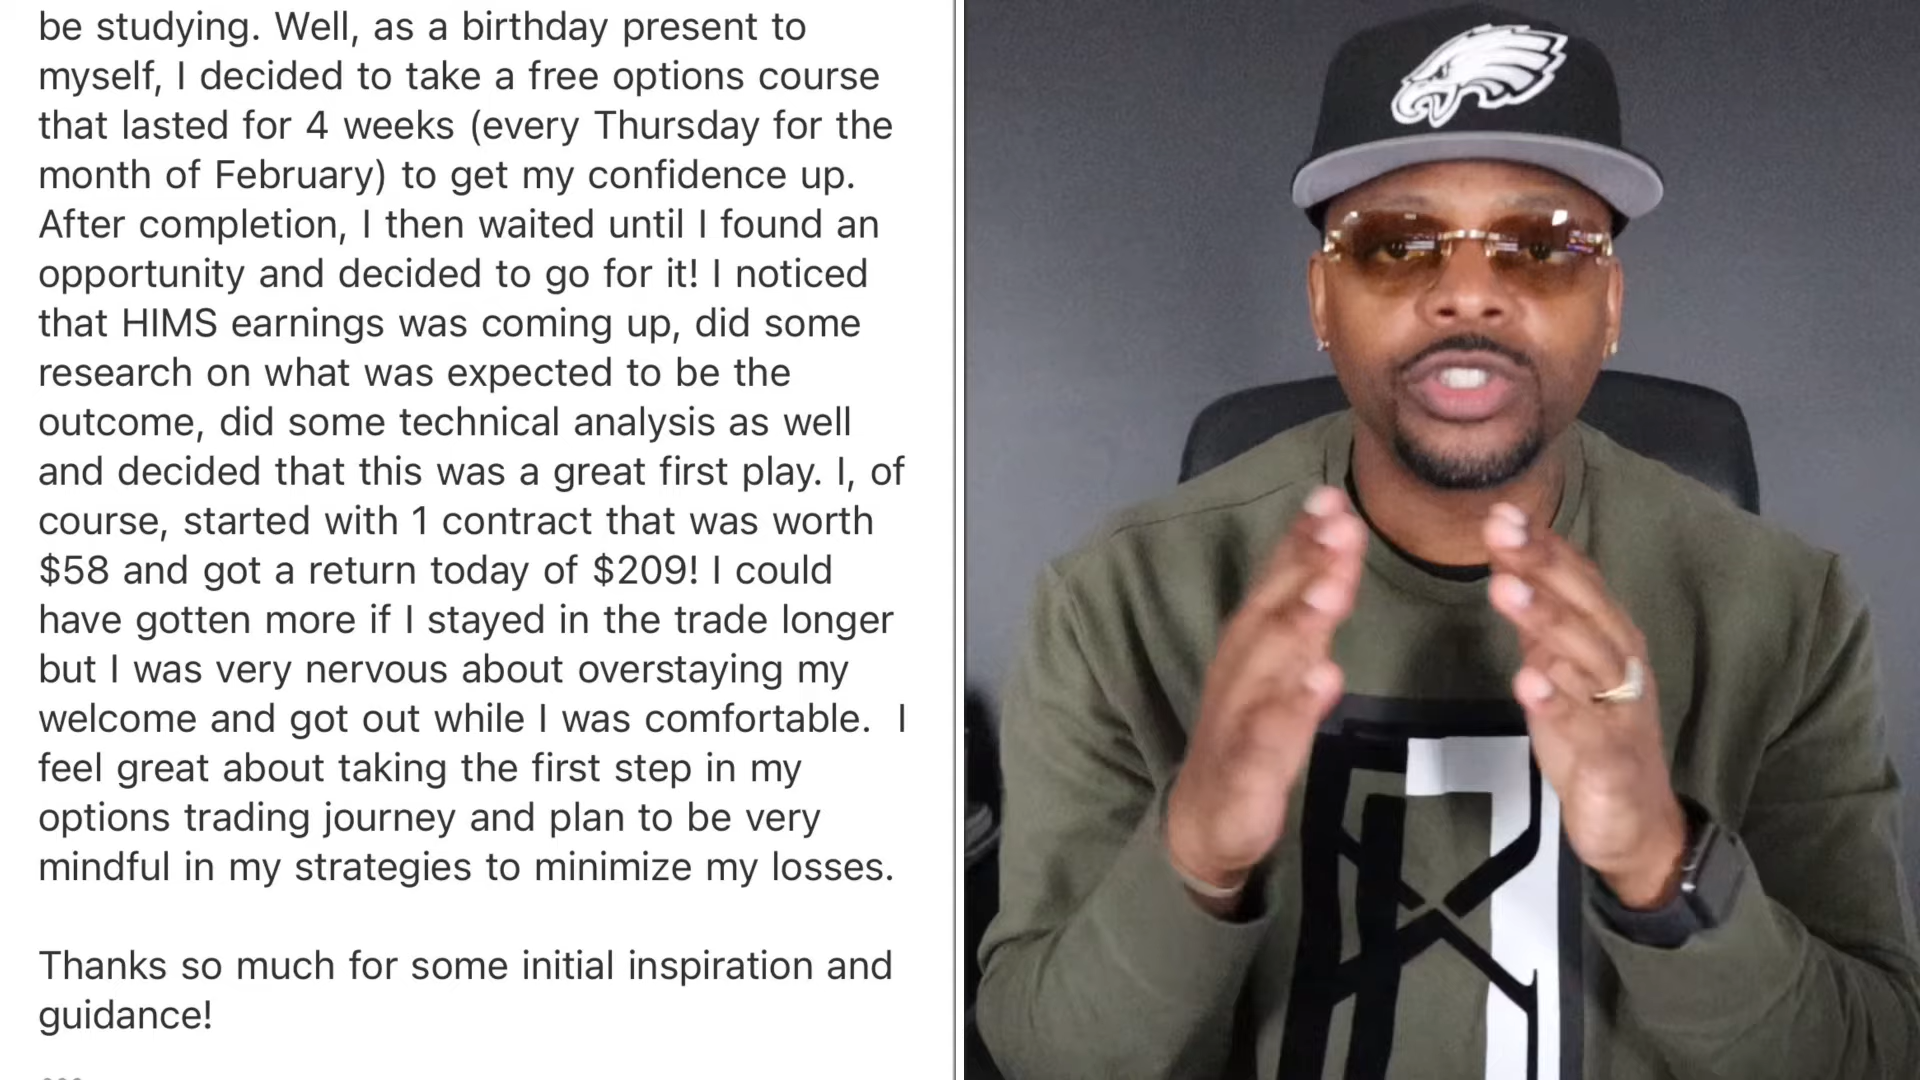 be studying. Well, as a birthday present to
myself, I decided to take a free options course
that lasted for 4 weeks (every Thursday for the
month of February) to get my confidence up.
After completion, I then waited until I found an
opportunity and decided to go for it! I noticed
that HIMS earnings was coming up, did some
research on what was expected to be the
outcome, did some technical analysis as well
and decided that this was a great first play. I, of
course, started with 1 contract that was worth
$58 and got a return today of $209! I could
have gotten more if I stayed in the trade longer
but I was very nervous about overstaying my
welcome and got out while I was comfortable.  I
feel great about taking the first step in my
options trading journey and plan to be very
mindful in my strategies to minimize my losses.
Thanks so much for some initial inspiration and
guidance!